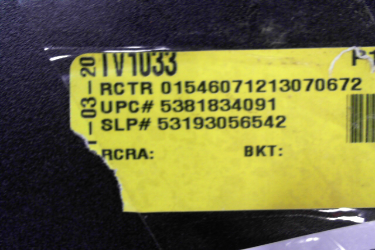 TV1033
RCTR 01546071213070672
UPC# 5381834091
SLP# 53193056542
RCRA: BKT:
-03-20